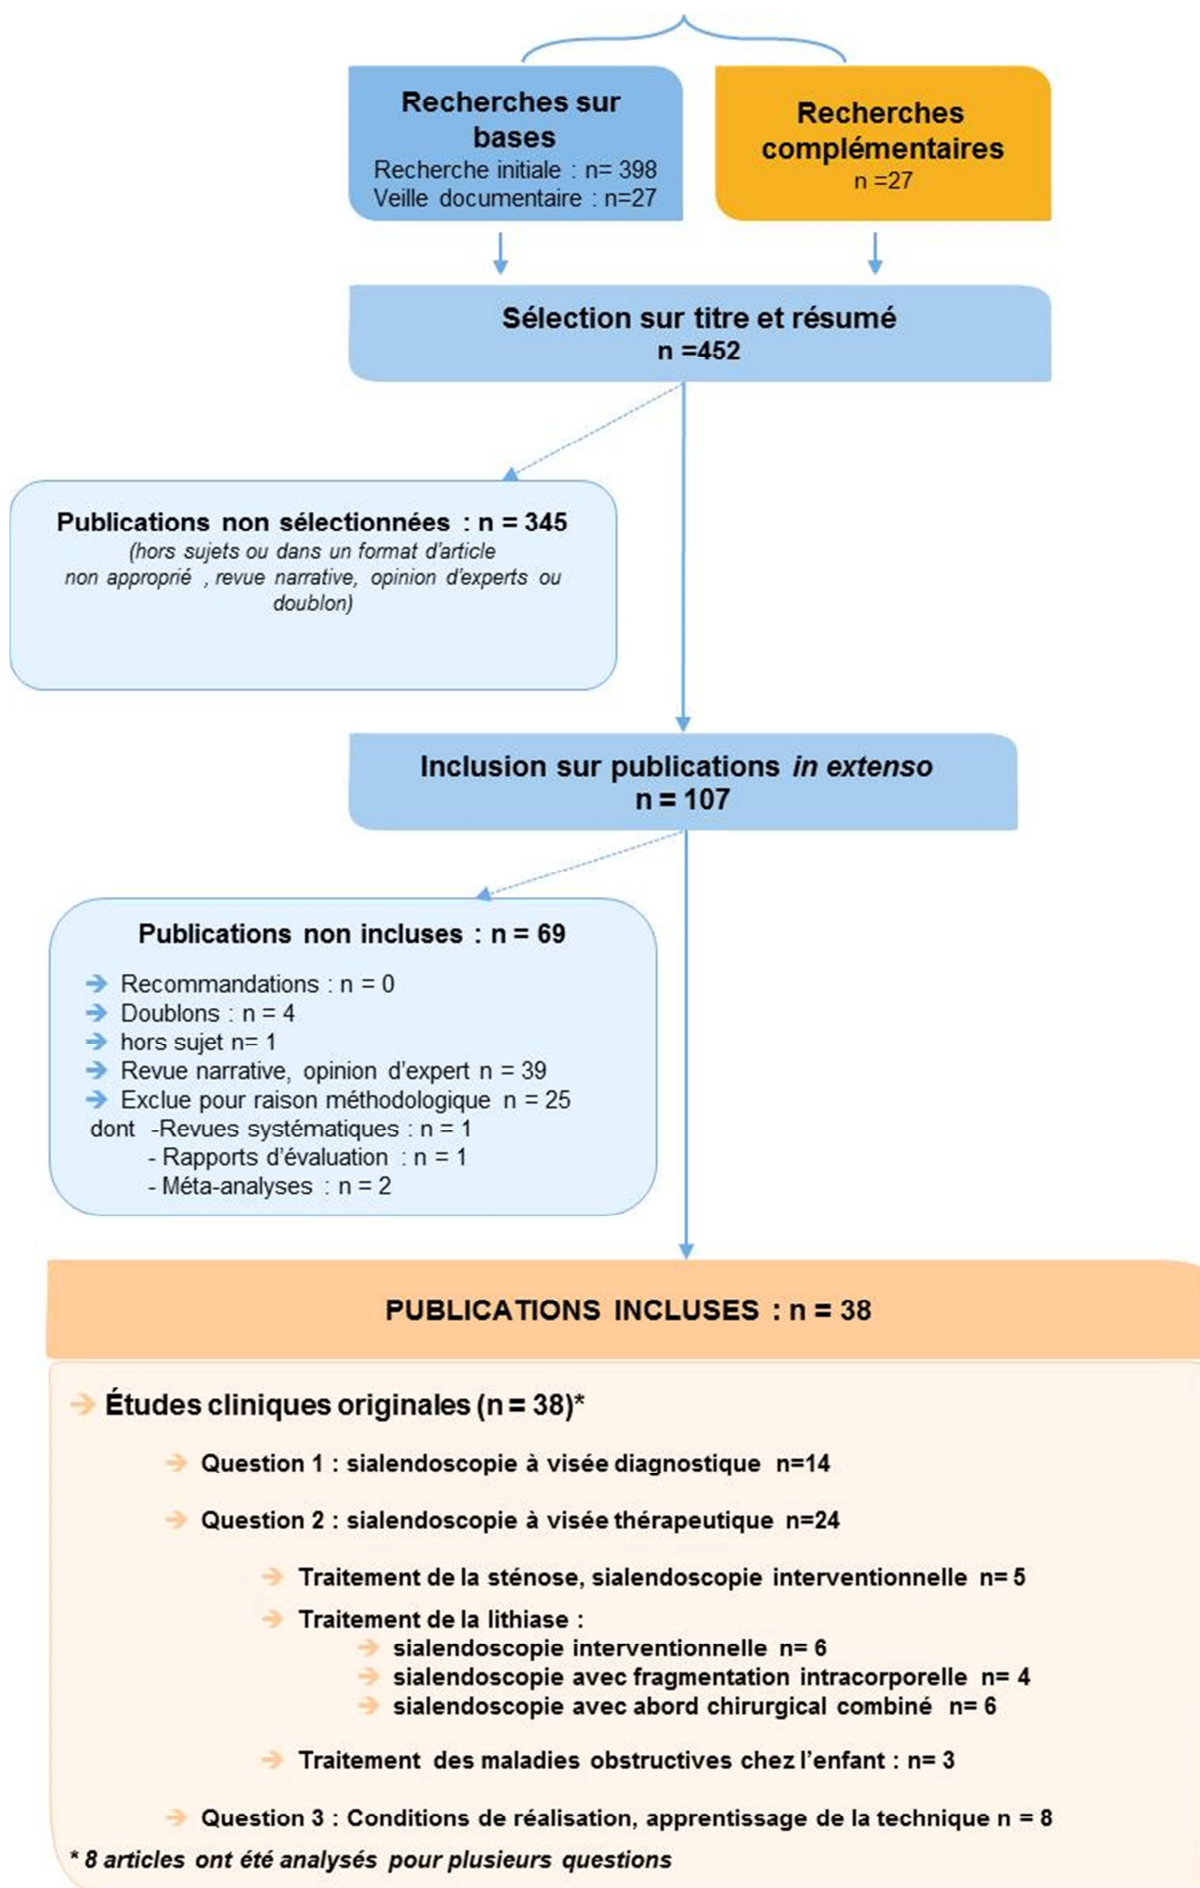 Recherches sur
bases
Recherche initiale : n= 398
Veille documentaire : n=27
Recherches
complémentaires
n =27
Sélection sur titre et résumé
n =452
Publications non sélectionnées : n = 345
(hors sujets ou dans un format d'article
non approprié , revue narrative, opinion d'experts ou
doublon)
Inclusion sur publications in extenso
n = 107
Publications non incluses : n = 69
→ Recommandations : n = 0
→ Doublons : n = 4
→ hors sujet n= 1
→ Revue narrative, opinion d'expert n = 39
→ Exclue pour raison méthodologique n = 25
dont -Revues systématiques : n = 1
- Rapports d'évaluation : n = 1
- Méta-analyses : n = 2
PUBLICATIONS INCLUSES : n = 38
→ Études cliniques originales (n = 38)*
→ Question 1 : sialendoscopie à visée diagnostique n=14
→ Question 2 : sialendoscopie à visée thérapeutique n=24
→ Traitement de la sténose, sialendoscopie interventionnelle n= 5
→ Traitement de la lithiase :
→ sialendoscopie interventionnelle n= 6
→ sialendoscopie avec fragmentation intracorporelle n= 4
→ sialendoscopie avec abord chirurgical combiné n= 6
→ Traitement des maladies obstructives chez l'enfant : n= 3
→ Question 3 : Conditions de réalisation, apprentissage de la technique n = 8
* 8 articles ont été analysés pour plusieurs questions